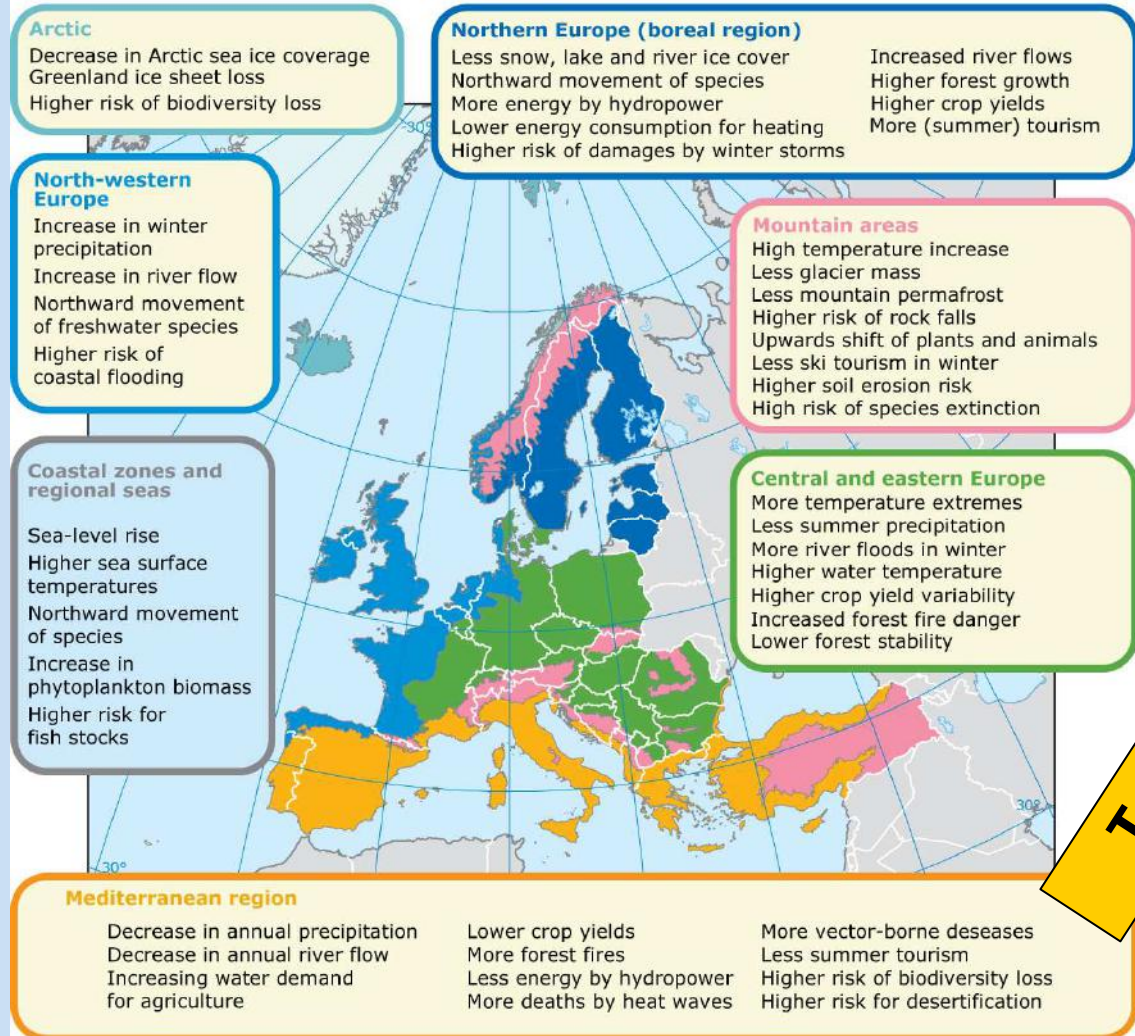 Arctic
Decrease in Arctic sea ice coverage
Greenland ice sheet loss
Higher risk of biodiversity loss
Northern Europe (boreal region)
Less snow, lake and river ice cover
Northward movement of species
More energy by hydropower
Lower energy consumption for heating
Higher risk of damages by winter storms
Increased river flows
Higher forest growth
Higher crop yields
More (summer) tourism
North-western
Europe
Increase in winter
precipitation
Increase in river flow
Northward movement
of freshwater species
Higher risk of
coastal flooding
Mountain areas
High temperature increase
Less glacier mass
Less mountain permafrost
Higher risk of rock falls
Upwards shift of plants and animals
Less ski tourism in winter
Higher soil erosion risk
High risk of species extinction
Coastal zones and
regional seas
Sea-level rise
Higher sea surface
temperatures
Northward movement
of species
Increase in
phytoplankton biomass
Higher risk for
fish stocks
Central and eastern Europe
More temperature extremes
Less summer precipitation
More river floods in winter
Higher water temperature
Higher crop yield variability
Increased forest fire danger
Lower forest stability
-30°
30°
-30°
T
Mediterranean region
Decrease in annual precipitation
Decrease in annual river flow
Increasing water demand
for agriculture
Lower crop yields
More forest fires
Less energy by hydropower
More deaths by heat waves
More vector-borne deseases
Less summer tourism
Higher risk of biodiversity loss
Higher risk for desertification